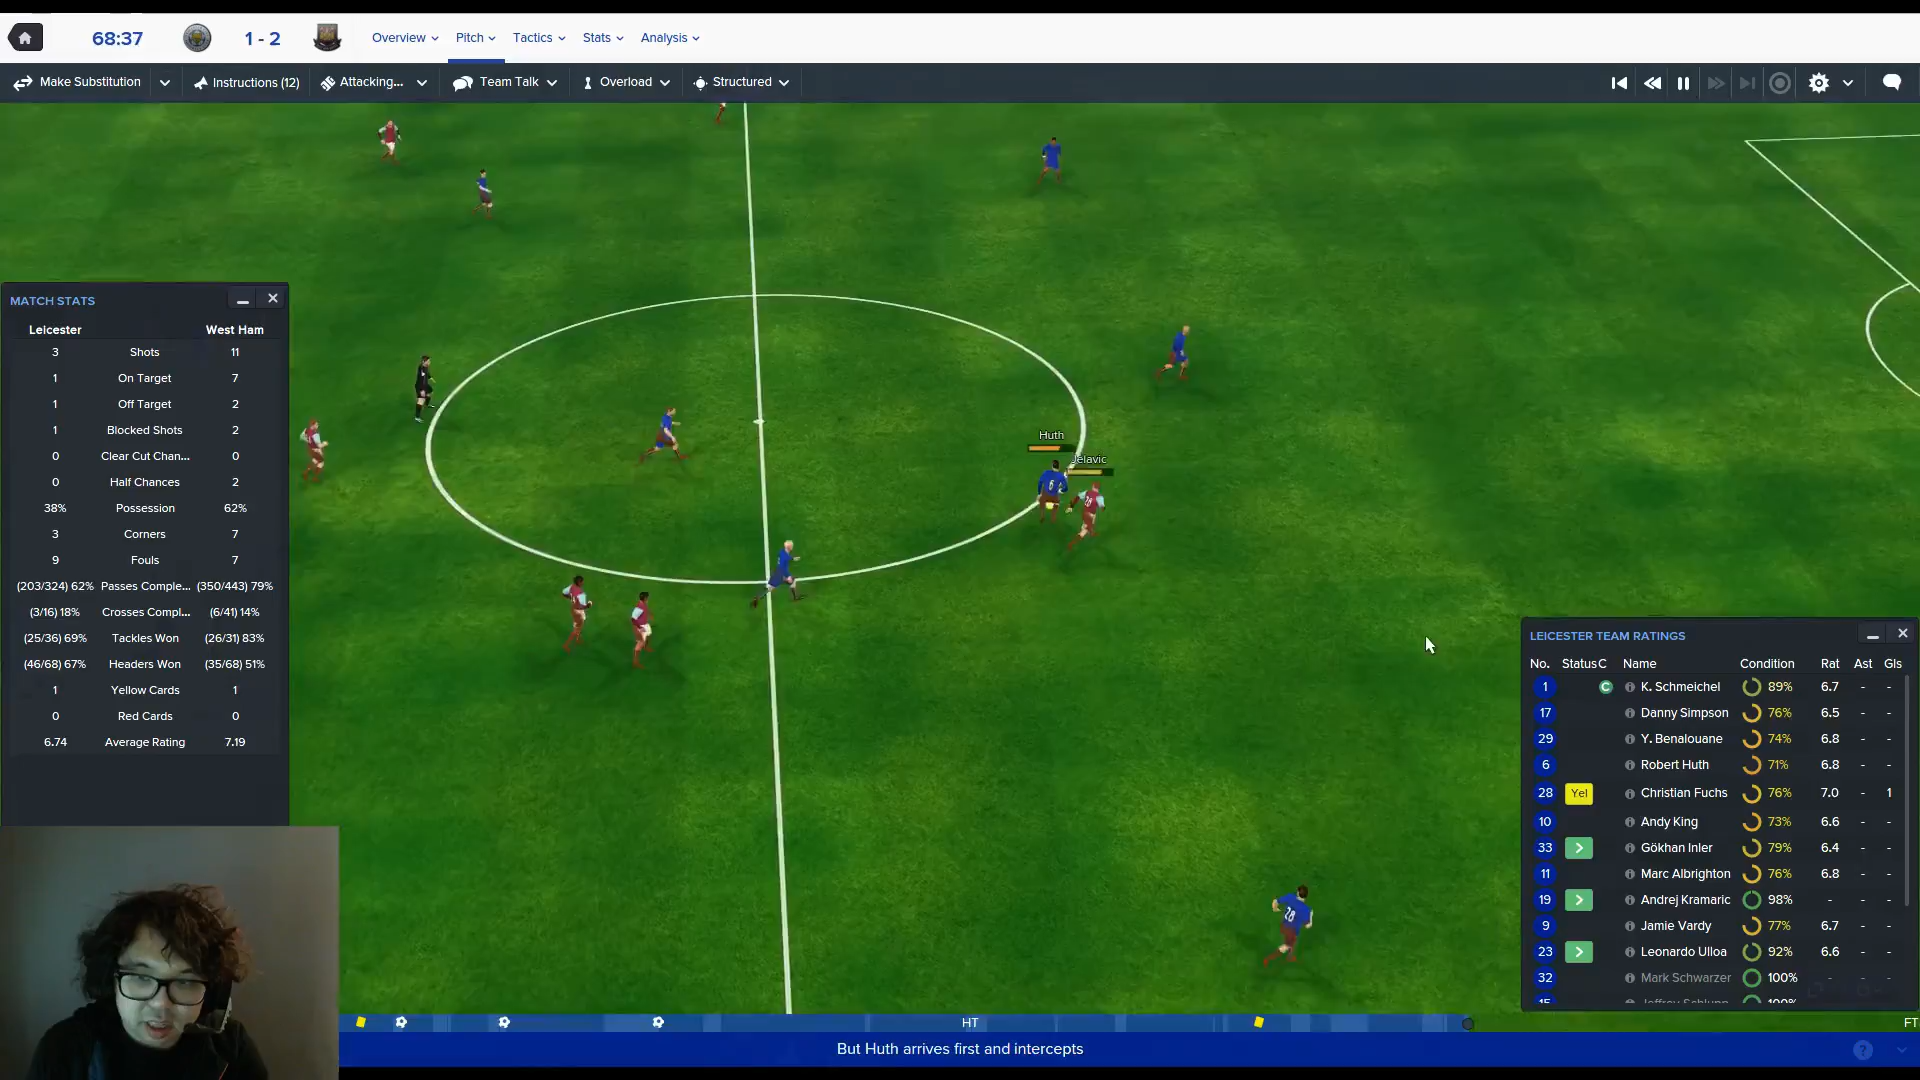 68:37 1 - 2 Overview Pitch Tactics Stats Analysis
Make Substitution Instructions (12) Attacking... Team Talk Overload Structured
MATCH STATS
Leicester West Ham
3 Shots 11
1 On Target 7
1 Off Target 2
1 Blocked Shots 2
0 Clear Cut Chan... 0
0 Half Chances 2
38% Possession 62%
3 Corners 7
9 Fouls 7
(203/324) 62% Passes Comple... (350/443) 79%
(3/16) 18% Crosses Compl... (6/41) 14%
(25/36) 69% Tackles Won (26/31) 83%
(46/68) 67% Headers Won (35/68) 51%
1 Yellow Cards 1
0 Red Cards 0
6.74 Average Rating 7.19
Huth
Jelavic
6
28
28
LEICESTER TEAM RATINGS
No. Status C Name Condition Rat Ast Gls
1 C K. Schmeichel 89% 6.7 - -
17 Danny Simpson 76% 6.5 - -
29 Y. Benalouane 74% 6.8 - -
6 Robert Huth 71% 6.8 - -
28 Yel Christian Fuchs 76% 7.0 - 1
10 Andy King 73% 6.6 - -
33 Gökhan Inler 79% 6.4 - -
11 Marc Albrighton 76% 6.8 - -
19 Andrej Kramaric 98% - - -
9 Jamie Vardy 77% 6.7 - -
23 Leonardo Ulloa 92% 6.6 - -
32 Mark Schwarzer 100% - - -
HT FT
But Huth arrives first and intercepts